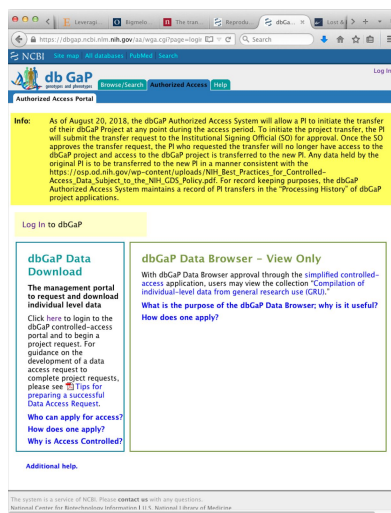 Leveragi...
Bigmelo...
The tran...
Reprodu...
dbGa...
Lost &
https://dbgap.ncbi.nlm.nih.gov/aa/wga.cgi?page=login
Search
NCBI Site map All databases PubMed Search
Log In
db GaP
genotypes and phenotypes
Browse/Search Authorized Access Help
Authorized Access Portal
Info: As of August 20, 2018, the dbGaP Authorized Access System will allow a PI to initiate the transfer
of their dbGaP Project at any point during the access period. To initiate the project transfer, the PI
will submit the transfer request to the Institutional Signing Official (SO) for approval. Once the SO
approves the transfer request, the PI who requested the transfer will no longer have access to the
dbGaP project and access to the dbGaP project is transferred to the new PI. Any data held by the
original PI is to be transferred to the new PI in a manner consistent with the
https://osp.od.nih.gov/wp-content/uploads/NIH_Best_Practices_for_Controlled-
Access_Data_Subject_to_the_NIH_GDS_Policy.pdf. For record keeping purposes, the dbGaP
Authorized Access System maintains a record of PI transfers in the "Processing History" of dbGaP
project applications.
Log In to dbGaP
dbGaP Data
Download
The management portal
to request and download
individual level data
Click here to login to the
dbGaP controlled-access
portal and to begin a
project request. For
guidance on the
development of a data
access request to
complete project requests,
please see Tips for
preparing a successful
Data Access Request.
Who can apply for access?
How does one apply?
Why is Access Controlled?
dbGaP Data Browser - View Only
With dbGaP Data Browser approval through the simplified controlled-
access application, users may view the collection "Compilation of
individual-level data from general research use (GRU)."
What is the purpose of the dbGaP Data Browser; why is it useful?
How does one apply?
Additional help.
The system is a service of NCBI. Please contact us with any questions.
National Center for Biotechnology Information | U.S. National Library of Medicine